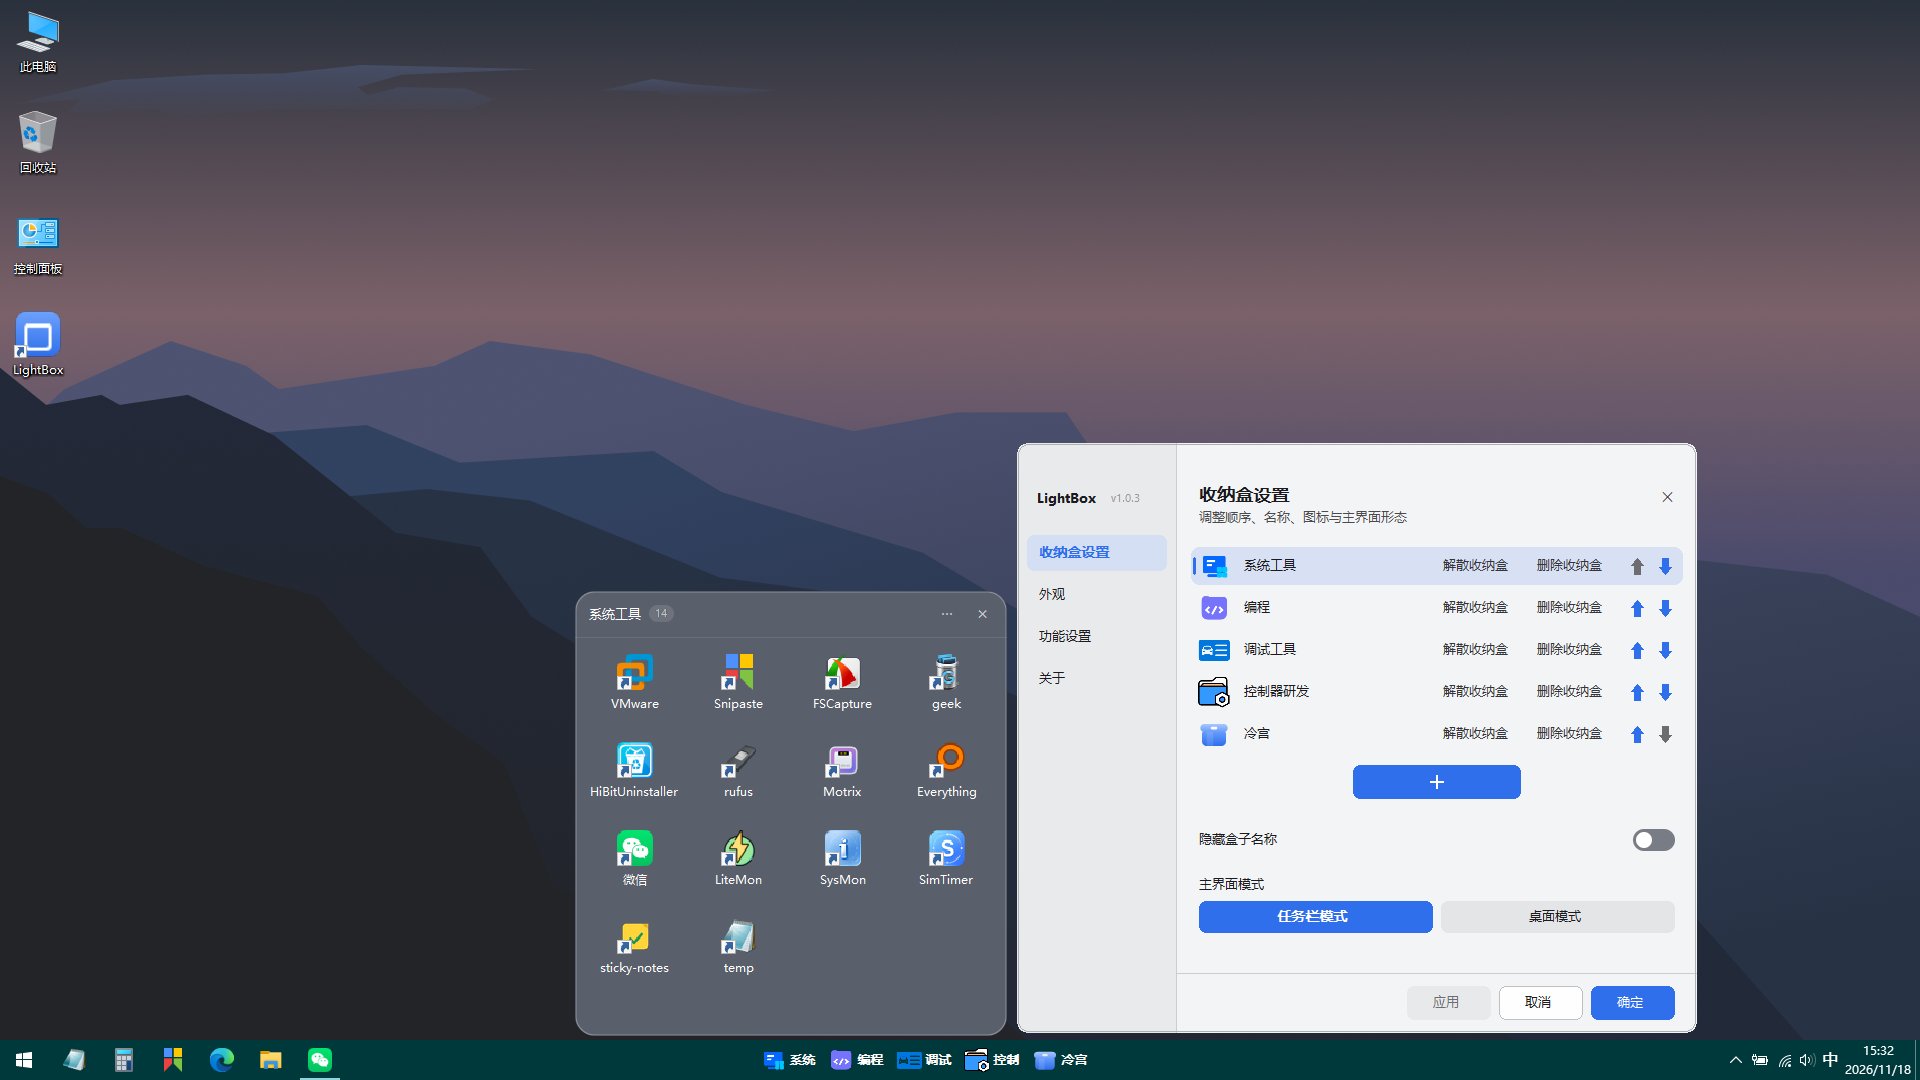 此电脑
回收站
控制面板
LightBox
系统工具 14
VMware Snipaste FSCapture geek
HiBitUninstaller rufus Motrix Everything
微信 LiteMon SysMon SimTimer
sticky-notes temp
LightBox v1.0.3
收纳盒设置
外观
功能设置
关于
收纳盒设置
调整顺序、名称、图标与主界面形态
系统工具 解散收纳盒 删除收纳盒
编程 解散收纳盒 删除收纳盒
调试工具 解散收纳盒 删除收纳盒
控制器研发 解散收纳盒 删除收纳盒
冷宫 解散收纳盒 删除收纳盒
隐藏盒子名称
主界面模式
任务栏模式 桌面模式
应用 取消 确定
系统 编程 调试 控制 冷宫
中
15:32
2026/11/18